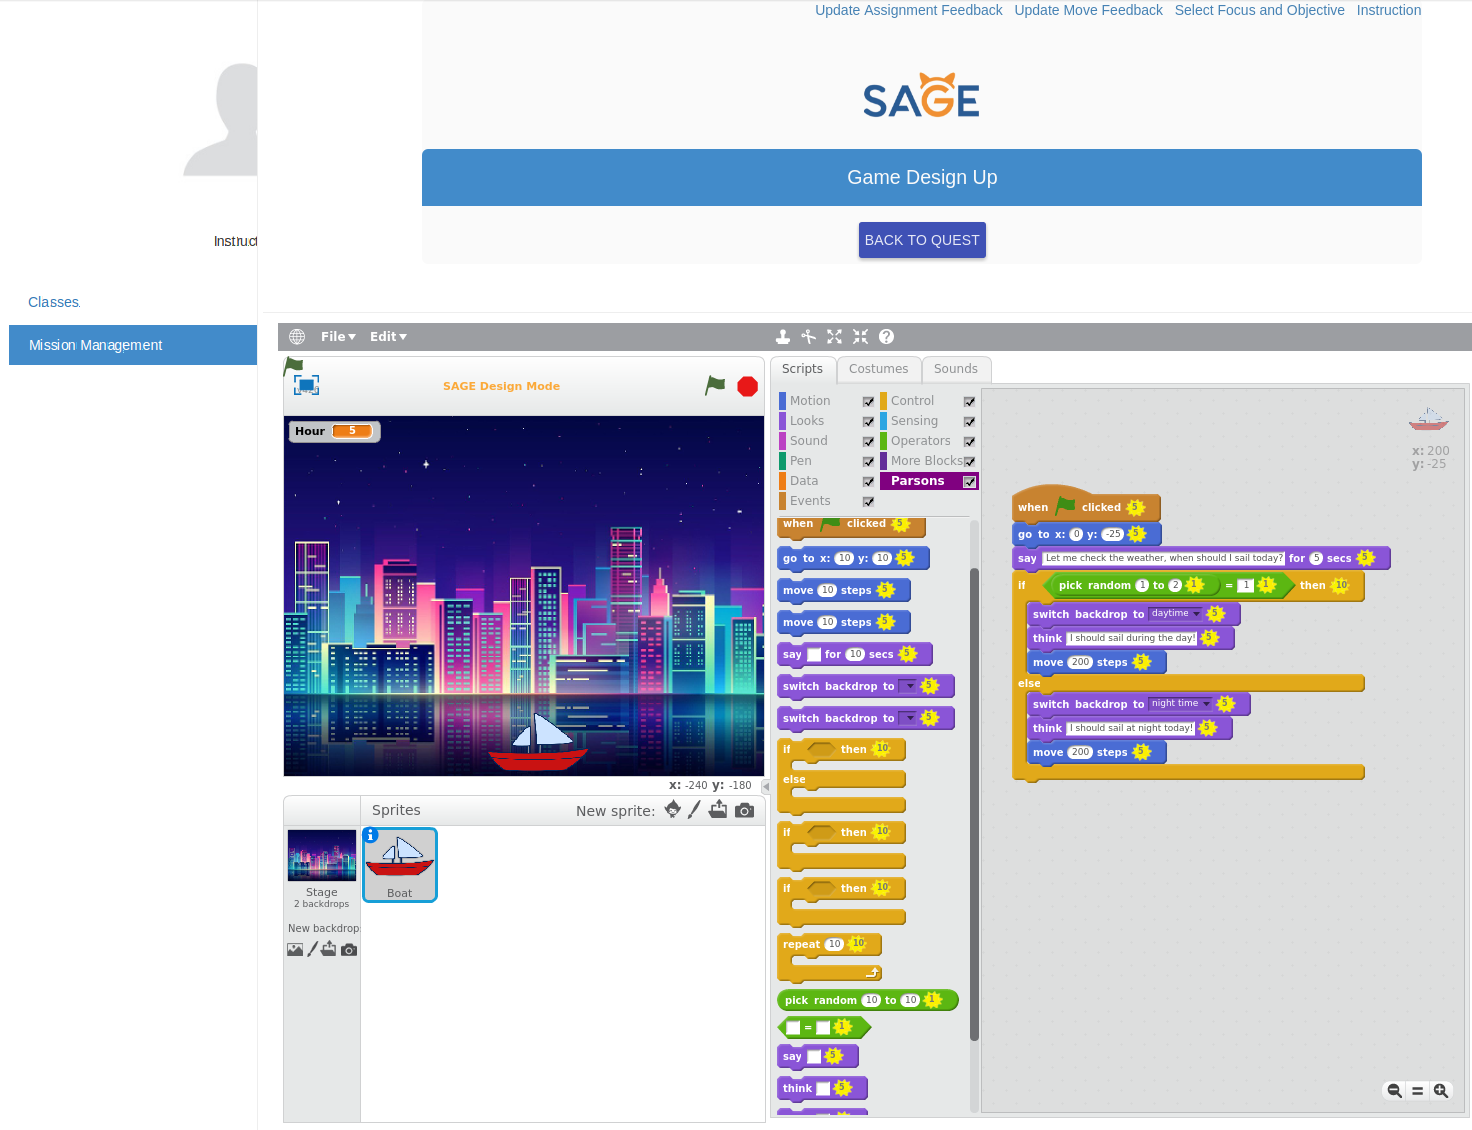 Update Assignment Feedback Update Move Feedback Select Focus and Objective Instruction
SAGE
Game Design Up
BACK TO QUEST
Instruct
Classes
Mission Management
File Edit
SAGE Design Mode
Hour 5
x: -240 y: -180
Sprites New sprite:
Stage
2 backdrops
New backdrop:
Boat
Scripts Costumes Sounds
Motion Control
Looks Sensing
Sound Operators
Pen More Blocks
Data Parsons
Events
when clicked 5
go to x: 10 y: 10 5
move 10 steps 5
move 10 steps 5
say for 10 secs 5
switch backdrop to 5
switch backdrop to 5
if then 10
else
if then 10
if then 10
repeat 10 10
pick random 10 to 10 1
= 1
say 5
think 5
x: 200
y: -25
when clicked 5
go to x: 0 y: -25 5
say Let me check the weather, when should I sail today? for 5 secs 5
if pick random 1 to 2 1 = 1 1 then 10
switch backdrop to daytime 5
think I should sail during the day! 5
move 200 steps 5
else
switch backdrop to night time 5
think I should sail at night today! 5
move 200 steps 5